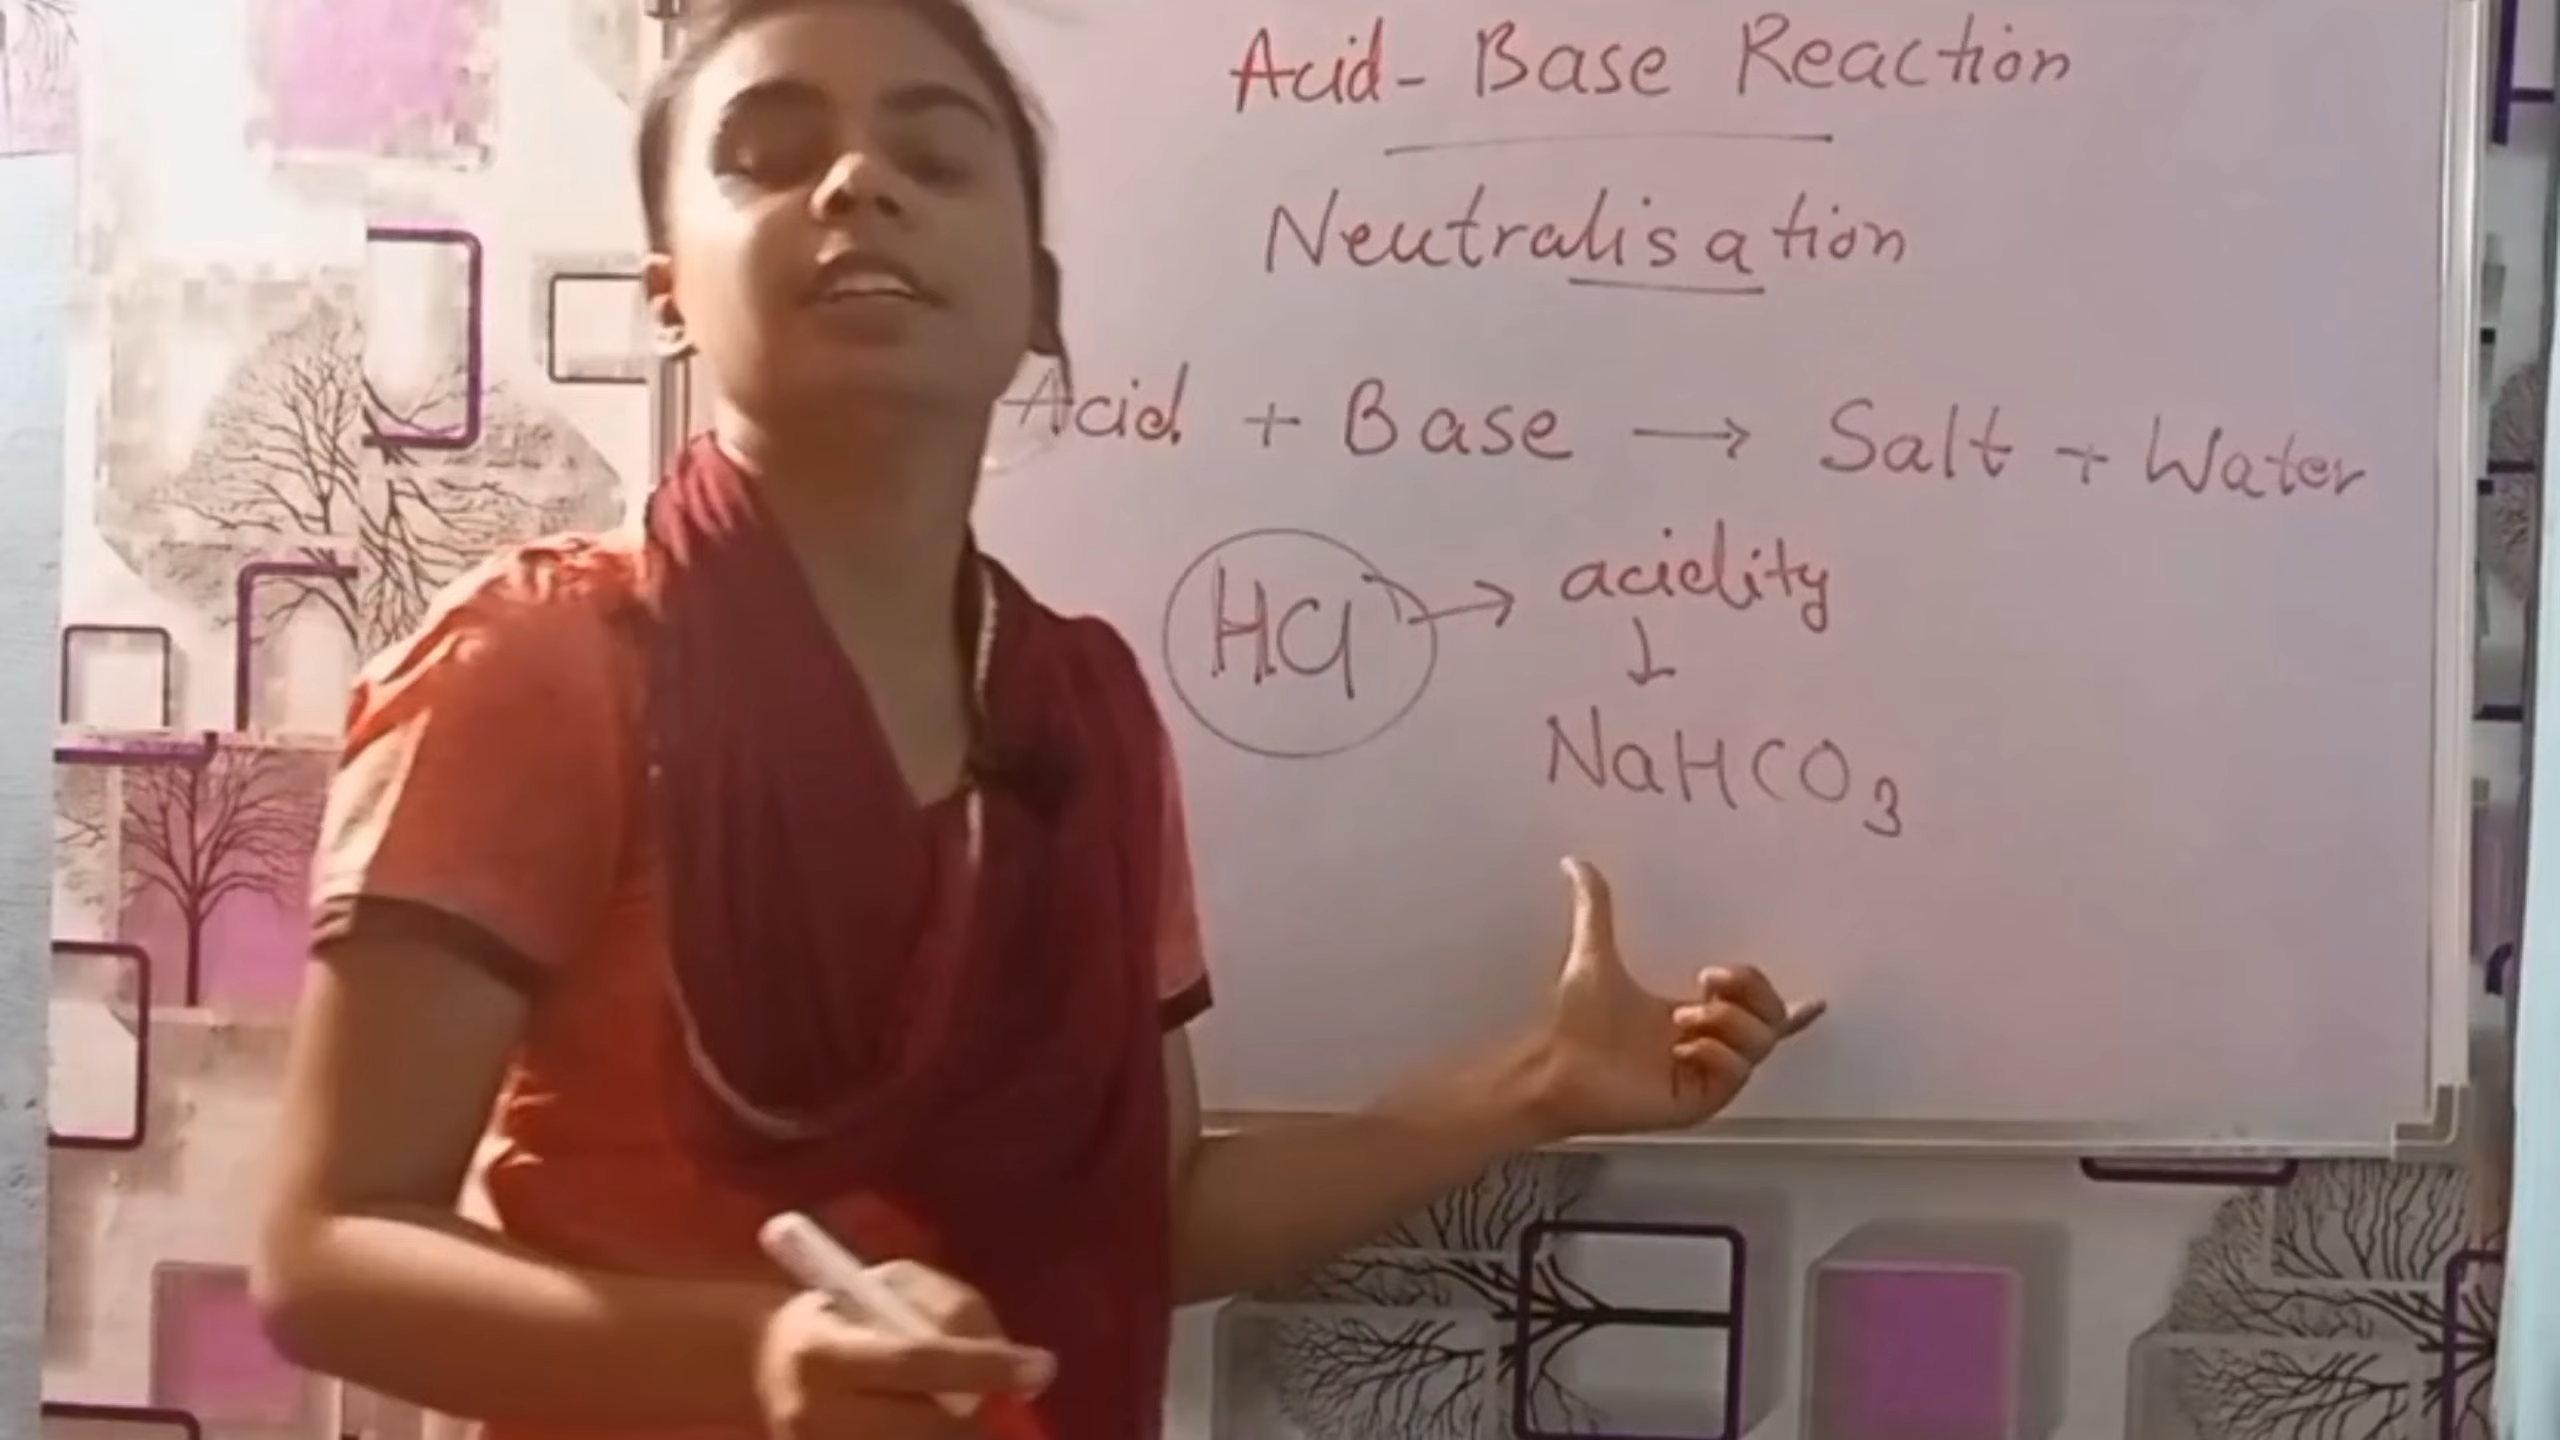 Acid - Base Reaction
Neutralisation
Acid + Base → Salt + Water
HCl → acidity
↓
NaHCO3